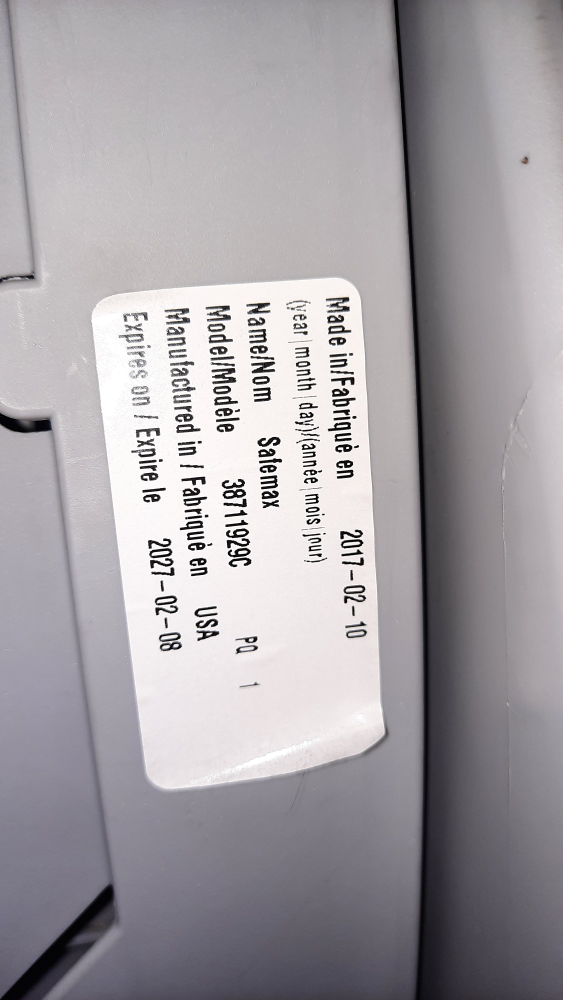 Made in/Fabriquè en 2017-02-10
(year|month|day)/(annèe|mois|jour)
Name/Nom Safemax
Model/Modèle 38711929C PQ 1
Manufactured in / Fabriquè en USA
Expires on / Expire le 2027-02-08